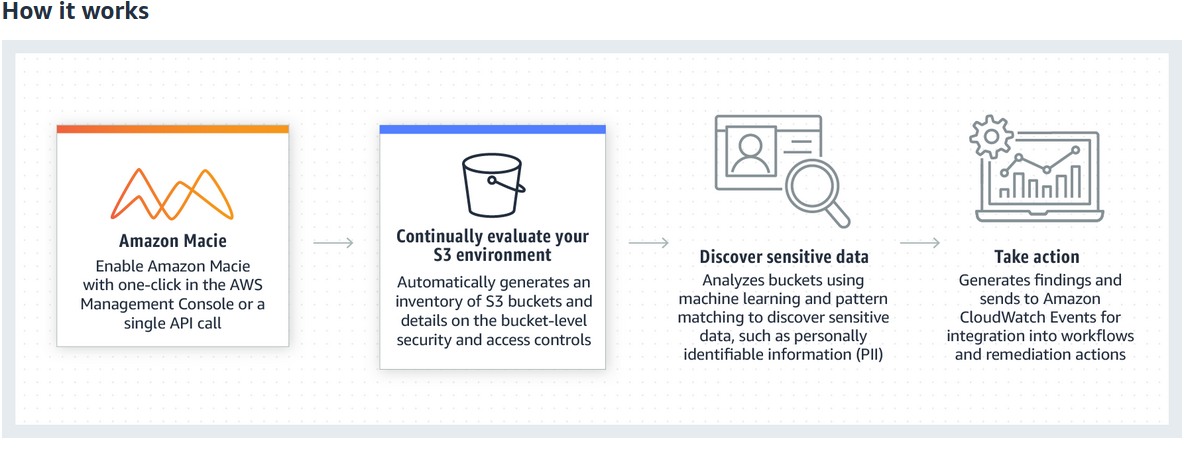 How it works
Amazon Macie
Enable Amazon Macie
with one-click in the AWS
Management Console or a
single API call
Continually evaluate your
S3 environment
Automatically generates an
inventory of S3 buckets and
details on the bucket-level
security and access controls
Discover sensitive data
Analyzes buckets using
machine learning and pattern
matching to discover sensitive
data, such as personally
identifiable information (PII)
Take action
Generates findings and
sends to Amazon
CloudWatch Events for
integration into workflows
and remediation actions